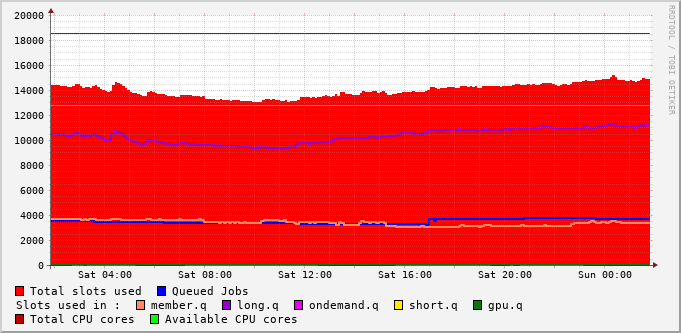 RRDTOOL / TOBI OETIKER
20000
18000
16000
14000
12000
10000
8000
6000
4000
2000
0
Sat 04:00 Sat 08:00 Sat 12:00 Sat 16:00 Sat 20:00 Sun 00:00
Total slots used Queued Jobs
Slots used in : member.q long.q ondemand.q short.q gpu.q
Total CPU cores Available CPU cores